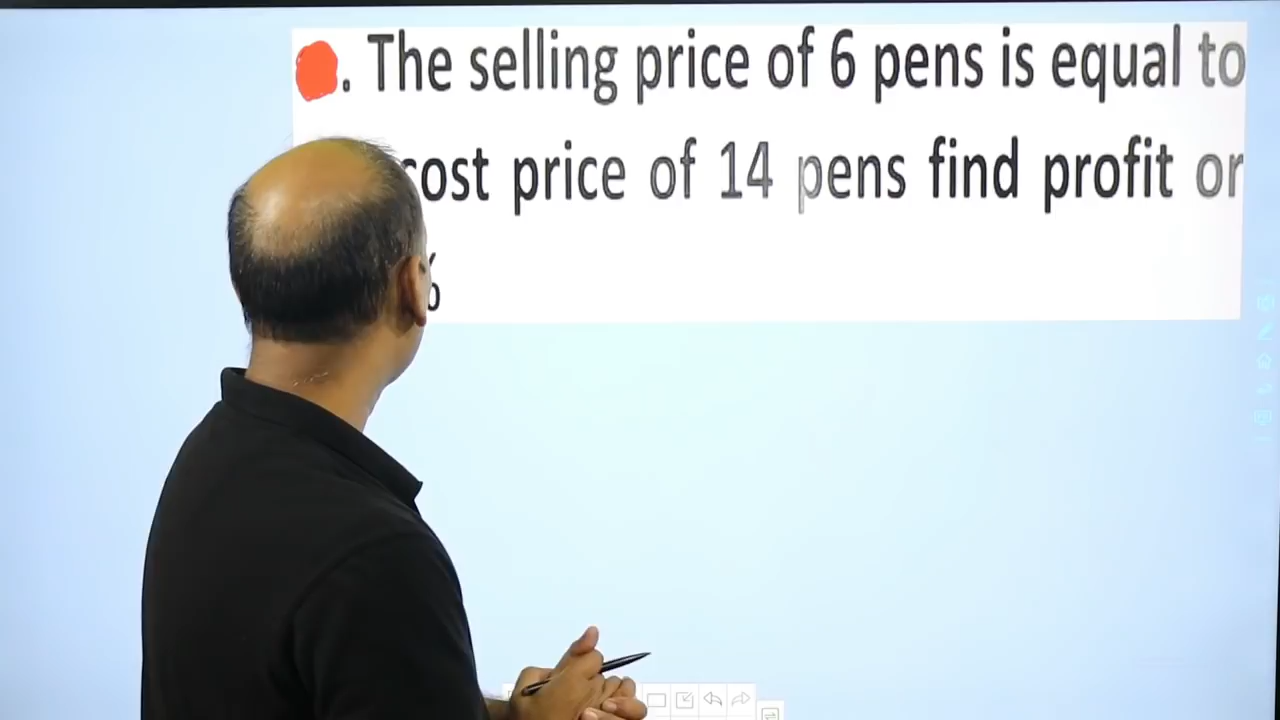 . The selling price of 6 pens is equal to
cost price of 14 pens find profit or
%